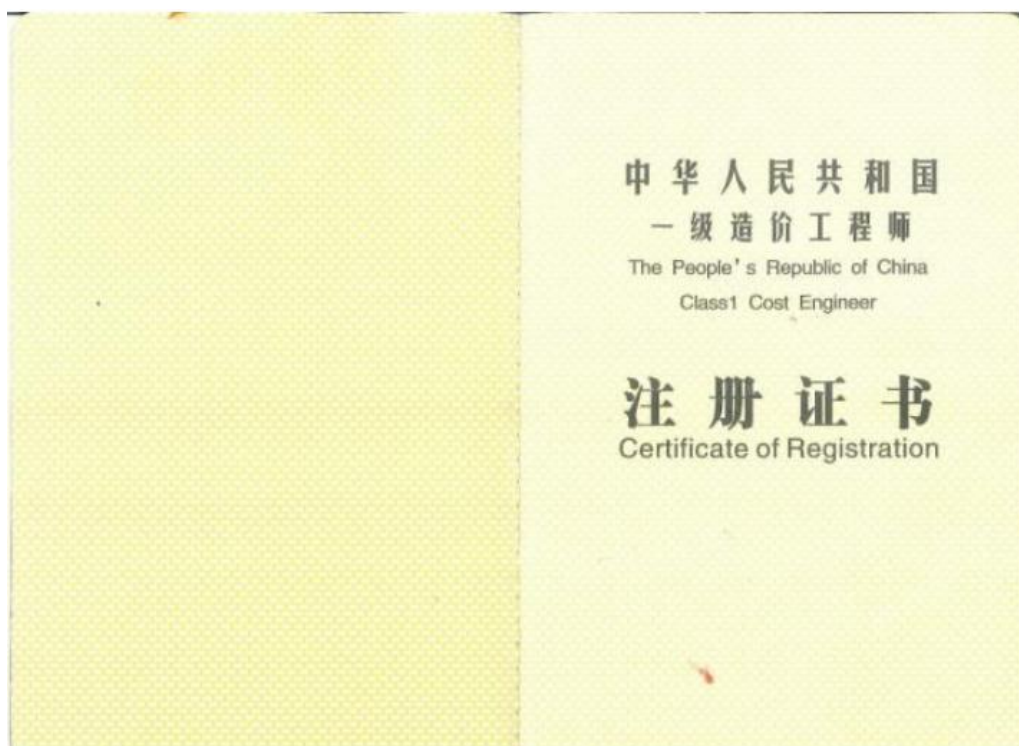 中华人民共和国
一级造价工程师
The People's Republic of China
Class1 Cost Engineer
注册证书
Certificate of Registration